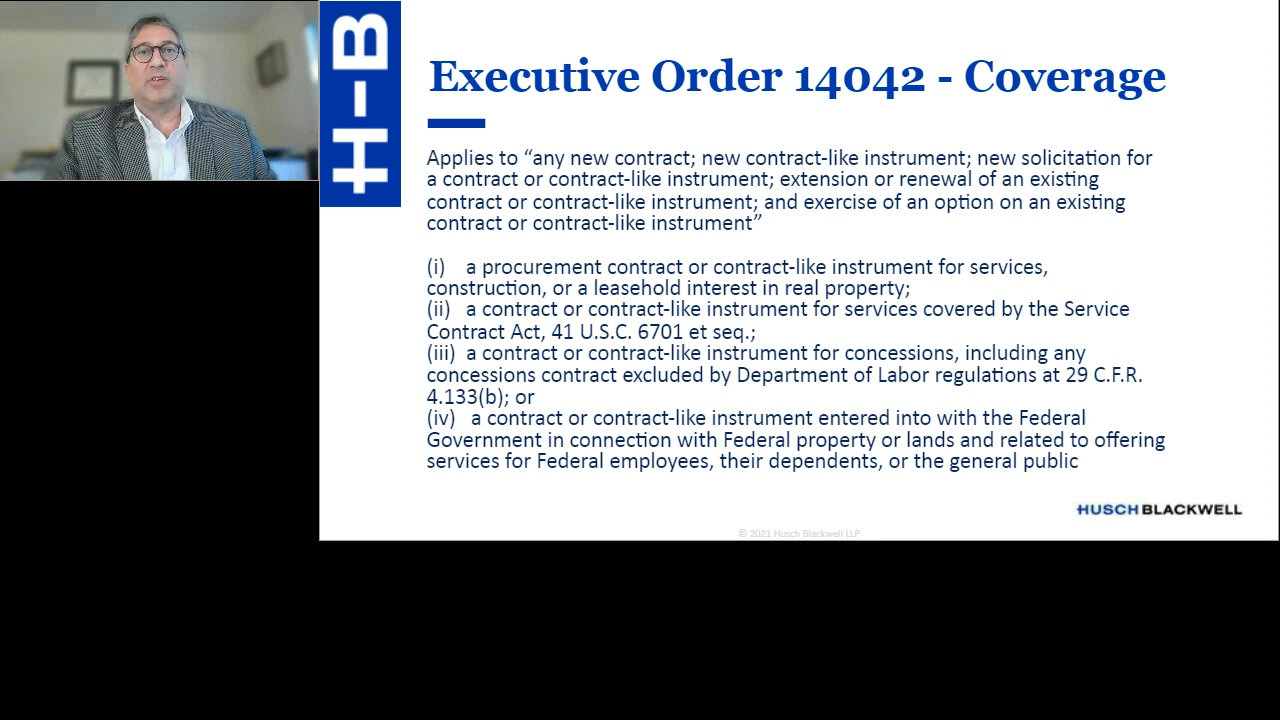 H-B
Executive Order 14042 - Coverage
Applies to “any new contract; new contract-like instrument; new solicitation for
a contract or contract-like instrument; extension or renewal of an existing
contract or contract-like instrument; and exercise of an option on an existing
contract or contract-like instrument”
(i) a procurement contract or contract-like instrument for services,
construction, or a leasehold interest in real property;
(ii) a contract or contract-like instrument for services covered by the Service
Contract Act, 41 U.S.C. 6701 et seq.;
(iii) a contract or contract-like instrument for concessions, including any
concessions contract excluded by Department of Labor regulations at 29 C.F.R.
4.133(b); or
(iv) a contract or contract-like instrument entered into with the Federal
Government in connection with Federal property or lands and related to offering
services for Federal employees, their dependents, or the general public
HUSCH BLACKWELL
© 2021 Husch Blackwell LLP